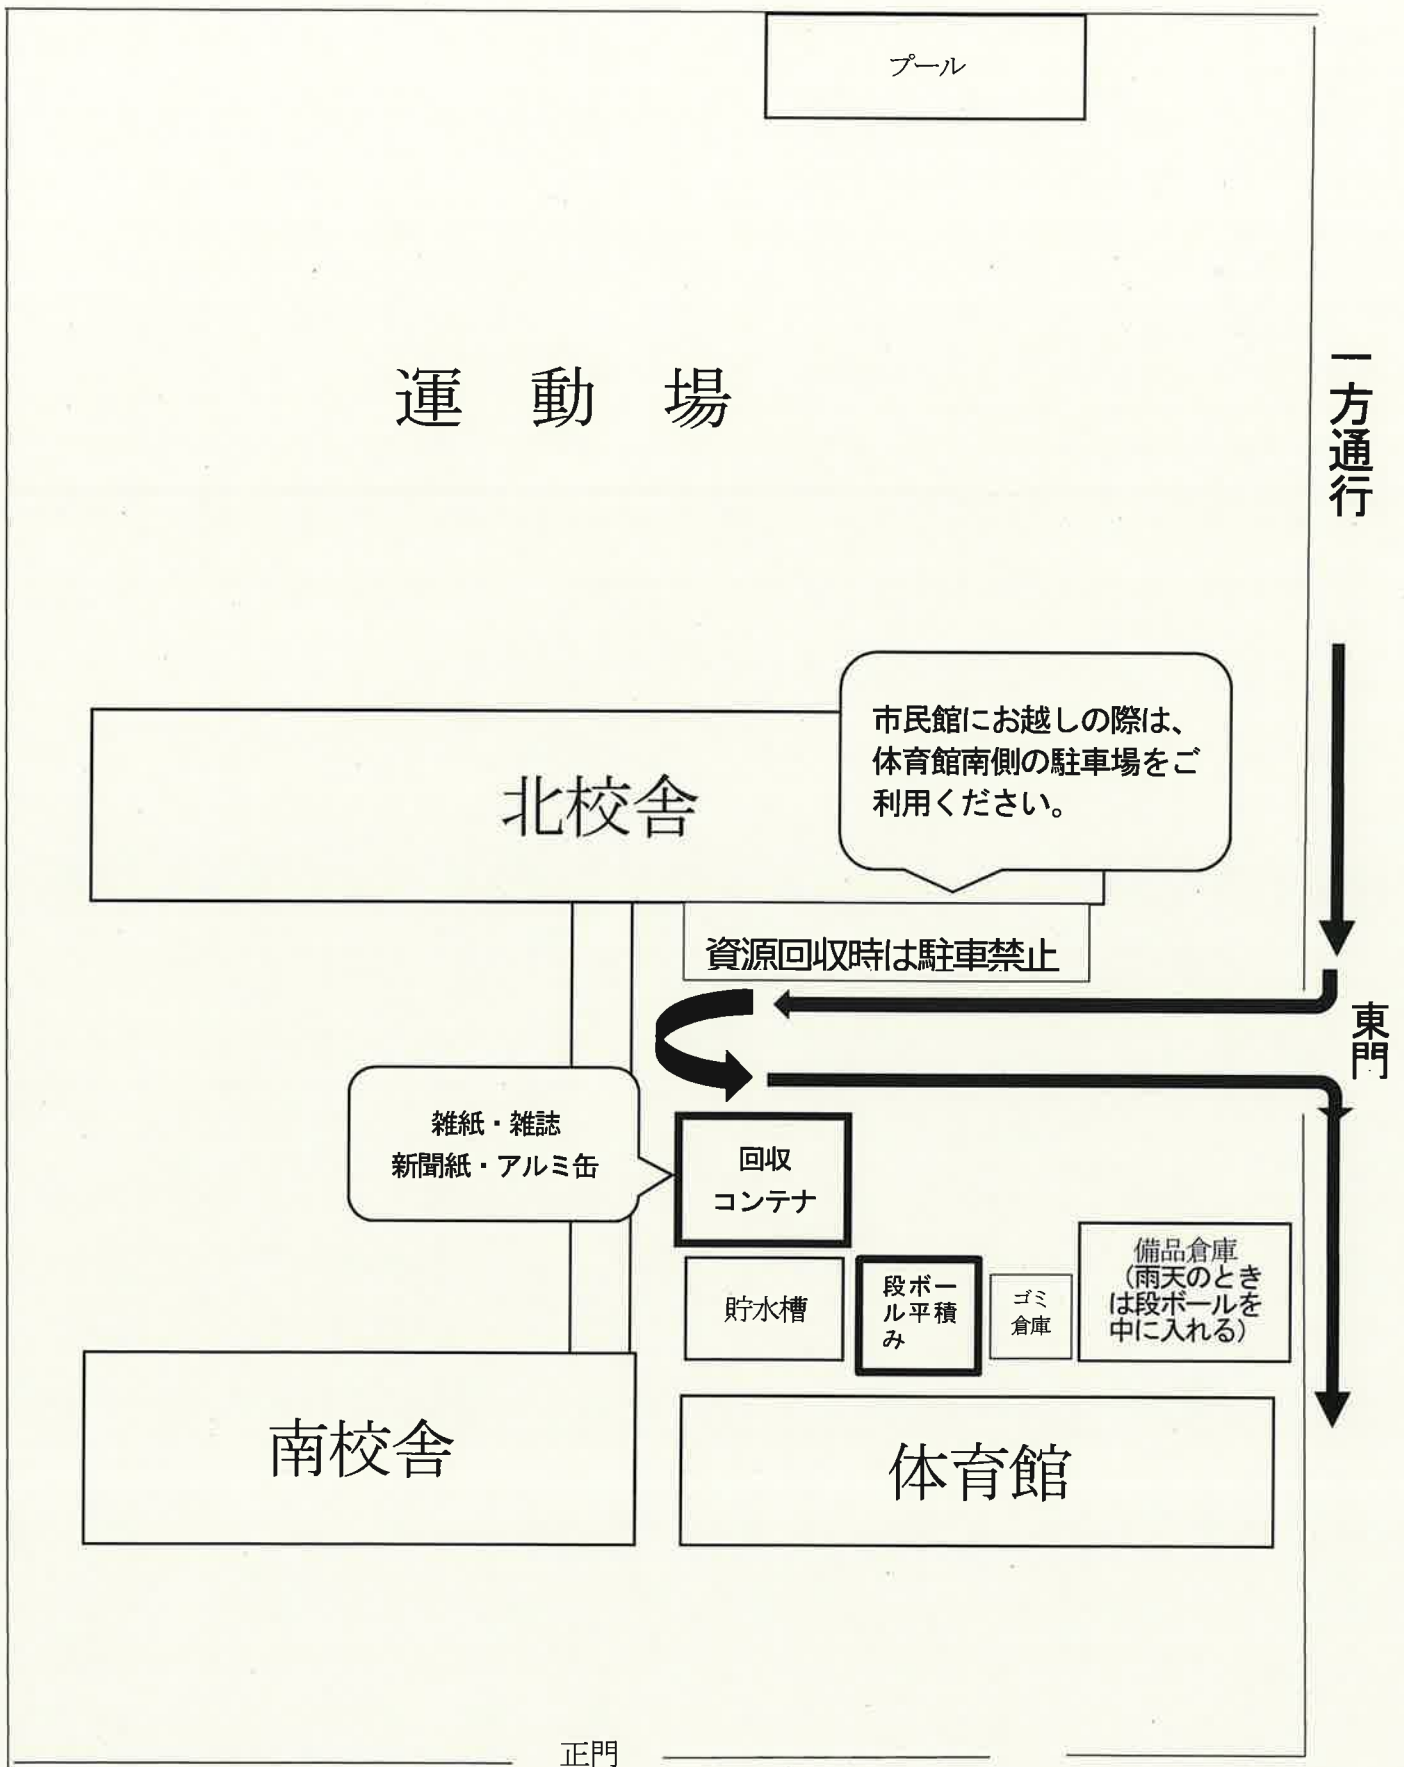 プール
運動場
一方通行
市民館にお越しの際は、
体育館南側の駐車場をご
利用ください。
北校舎
資源回収時は駐車禁止
東門
雑紙・雑誌
新聞紙・アルミ缶
回収
コンテナ
貯水槽
段ボー
ル平積
み
ゴミ
倉庫
備品倉庫
（雨天のとき
は段ボールを
中に入れる）
南校舎
体育館
正門